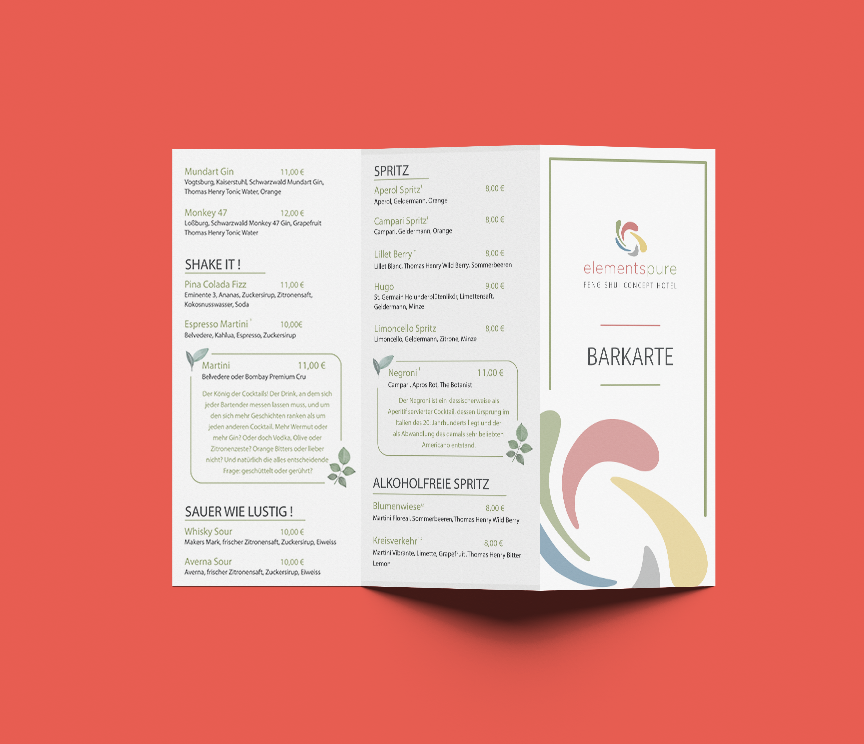 Mundart Gin 11,00 €
Vogtsburg, Kaiserstuhl, Schwarzwald Mundart Gin,
Thomas Henry Tonic Water, Orange
Monkey 47 12,00 €
Loßburg, Schwarzwald Monkey 47 Gin, Grapefruit
Thomas Henry Tonic Water
SHAKE IT !
Pina Colada Fizz 11,00 €
Eminente 3, Ananas, Zuckersirup, Zitronensaft,
Kokosnusswasser, Soda
Espresso Martini 10,00€
Belvedere, Kahlua, Espresso, Zuckersirup
Martini 11,00 €
Belvedere oder Bombay Premium Cru
Der König der Cocktails! Der Drink, an dem sich
jeder Bartender messen lassen muss, und um
den sich mehr Geschichten ranken als um
jeden anderen Cocktail. Mehr Wermut oder
mehr Gin? Oder doch Vodka, Olive oder
Zitronenzeste? Orange Bitters oder lieber
nicht? Und natürlich die alles entscheidende
Frage: geschüttelt oder gerührt?
SAUER WIE LUSTIG !
Whisky Sour 10,00 €
Makers Mark, frischer Zitronensaft, Zuckersirup, Eiweiss
Averna Sour 10,00 €
Averna, frischer Zitronensaft, Zuckersirup, Eiweiss
SPRITZ
Aperol Spritz¹ 8,00 €
Aperol, Geldermann, Orange
Campari Spritz¹ 8,00 €
Campari, Geldermann, Orange
Lillet Berry 8,00 €
Lillet Blanc, Thomas Henry Wild Berry, Sommerbeeren
Hugo 9,00 €
St. Germain Holunderblütenlikör, Limettensaft,
Geldermann, Minze
Limoncello Spritz 8,00 €
Limoncello, Geldermann, Zitrone, Minze
Negroni¹ 11,00 €
Campari, Apros Rot, The Botanist
Der Negroni ist ein klassischerweise als
Aperitif servierter Cocktail, dessen Ursprung im
Italien des 20. Jahrhunderts liegt und der
als Abwandlung des damals sehr beliebten
Americano entstand.
ALKOHOLFREIE SPRITZ
Blumenwiese 8,00 €
Martini Floreal, Sommerbeeren, Thomas Henry Wild Berry
Kreisverkehr 8,00 €
Martini Vibrante, Limette, Grapefruit, Thomas Henry Bitter
Lemon
elementspure
FENG SHUI CONCEPT HOTEL
BARKARTE